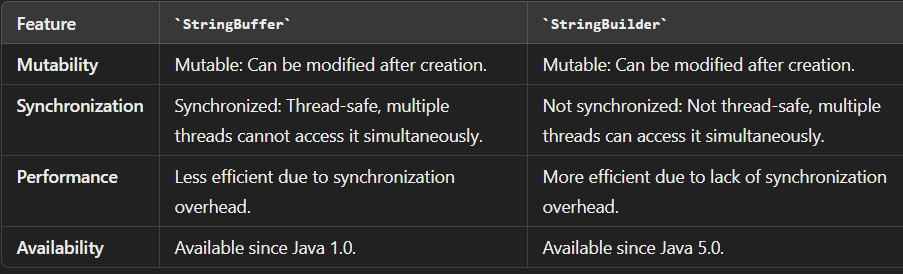 Feature `StringBuffer` `StringBuilder`
Mutability Mutable: Can be modified after creation. Mutable: Can be modified after creation.
Synchronization Synchronized: Thread-safe, multiple Not synchronized: Not thread-safe, multiple
threads cannot access it simultaneously. threads can access it simultaneously.
Performance Less efficient due to synchronization More efficient due to lack of synchronization
overhead. overhead.
Availability Available since Java 1.0. Available since Java 5.0.